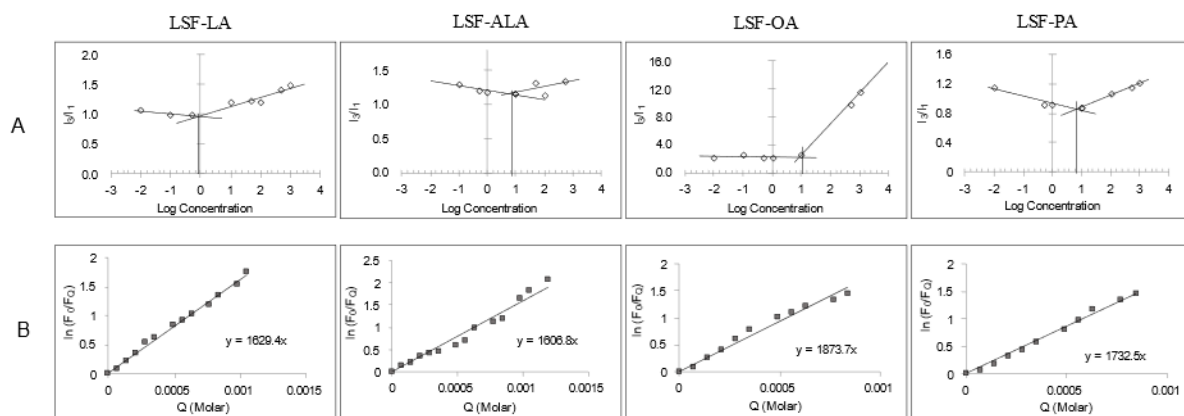 LSF-LA
LSF-ALA
LSF-OA
LSF-PA
A
I3/I1
2.0
1.5
1.0
0.5
0.0
-3 -2 -1 0 1 2 3 4
Log Concentration
I3/I1
1.5
1.0
0.5
0.0
-3 -2 -1 0 1 2 3 4
Log Concentration
I3/I1
16.0
12.0
8.0
4.0
0.0
-3 -2 -1 0 1 2 3 4
Log Concentration
I3/I1
1.6
1.2
0.8
0.4
0.0
-3 -2 -1 0 1 2 3 4
Log Concentration
B
ln (F0/FQ)
2
1.5
1
0.5
0
y = 1629.4x
0 0.0005 0.001 0.0015
Q (Molar)
ln (F0/FQ)
2.5
2
1.5
1
0.5
0
y = 1606.8x
0 0.0005 0.001 0.0015
Q (Molar)
ln (F0/FQ)
2
1.5
1
0.5
0
y = 1873.7x
0 0.0005 0.001
Q (Molar)
ln (F0/FQ)
2
1.5
1
0.5
0
y = 1732.5x
0 0.0005 0.001
Q (Molar)